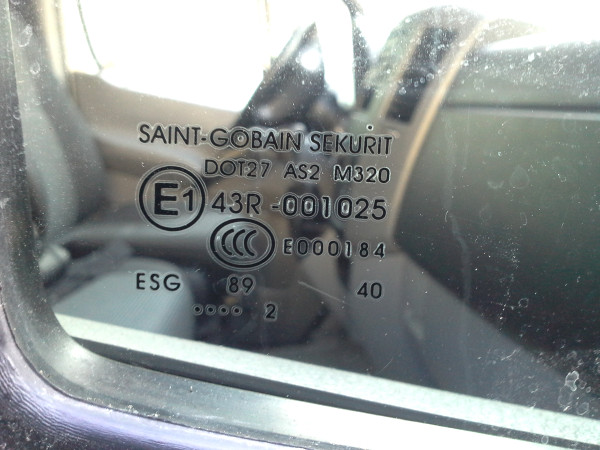 SAINT-GOBAIN SEKURIT
DOT27 AS2 M320
E1 43R-001025
CCC E000184
ESG 89 40
2